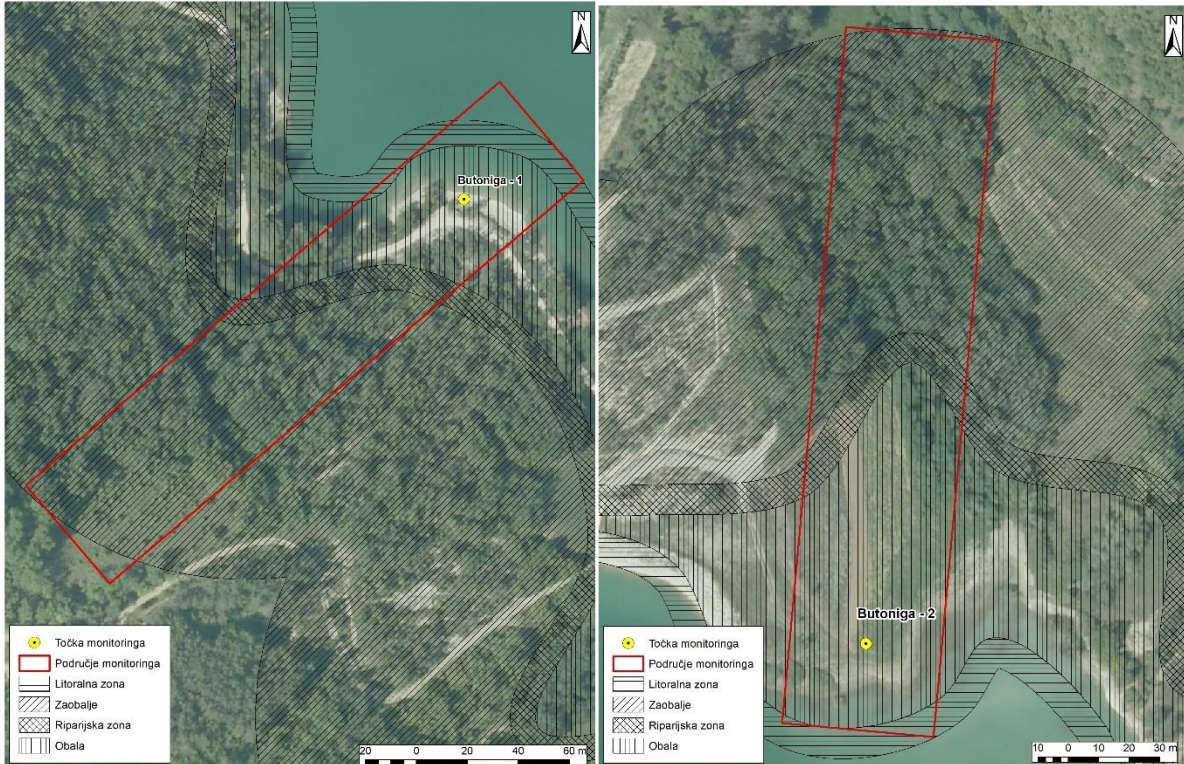 N
Butoniga - 1
Točka monitoringa
Područje monitoringa
Litoralna zona
Zaobalje
Riparijska zona
Obala
20 0 20 40 60 m
N
Butoniga - 2
Točka monitoringa
Područje monitoringa
Litoralna zona
Zaobalje
Riparijska zona
Obala
10 0 10 20 30 m